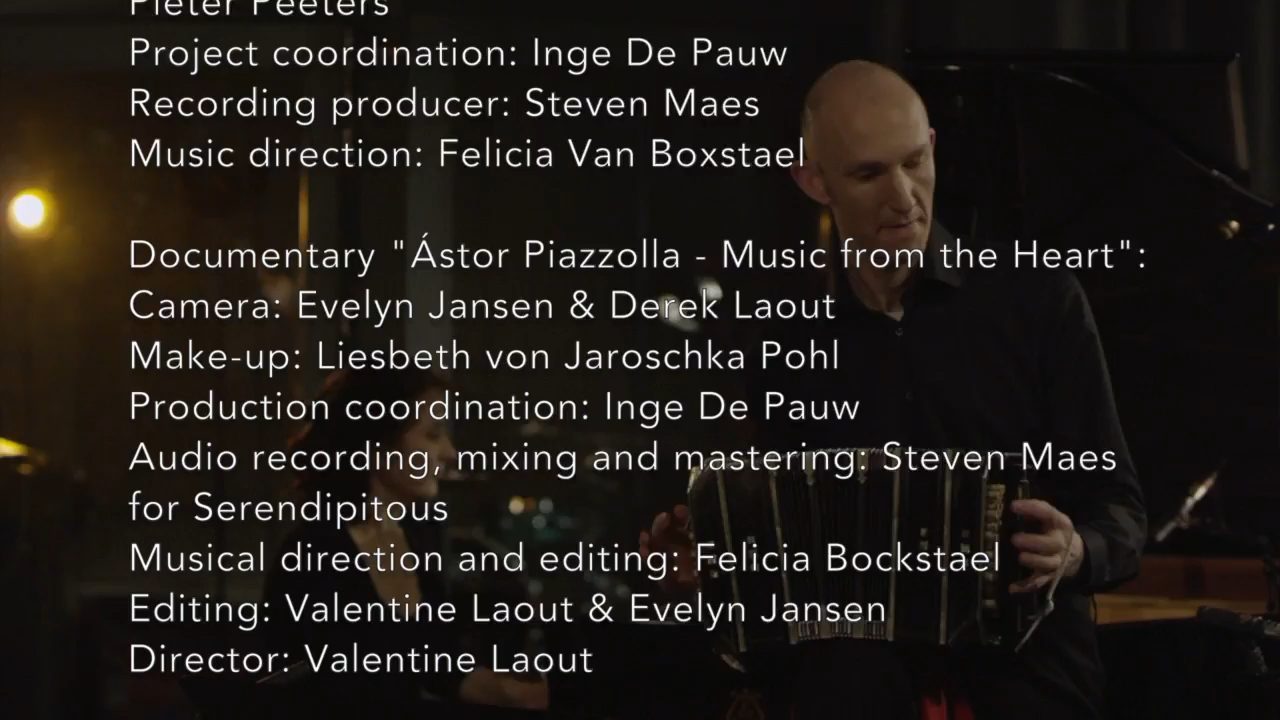 Pieter Peeters
Project coordination: Inge De Pauw
Recording producer: Steven Maes
Music direction: Felicia Van Boxstael
Documentary "Ástor Piazzolla - Music from the Heart":
Camera: Evelyn Jansen & Derek Laout
Make-up: Liesbeth von Jaroschka Pohl
Production coordination: Inge De Pauw
Audio recording, mixing and mastering: Steven Maes
for Serendipitous
Musical direction and editing: Felicia Bockstael
Editing: Valentine Laout & Evelyn Jansen
Director: Valentine Laout